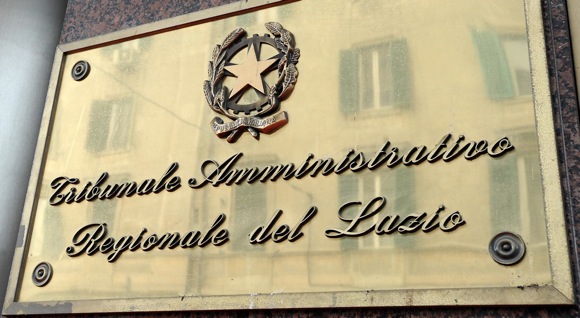 Tribunale Amministrativo
Regionale del Lazio